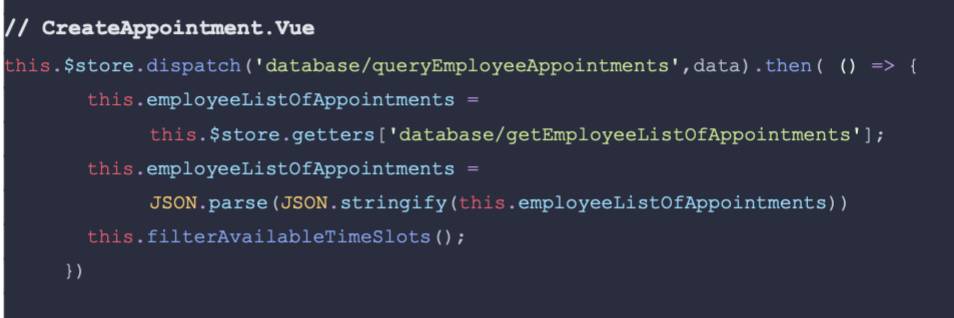 // CreateAppointment.Vue
this.$store.dispatch('database/queryEmployeeAppointments',data).then( () => {
this.employeeListOfAppointments =
this.$store.getters['database/getEmployeeListOfAppointments'];
this.employeeListOfAppointments =
JSON.parse(JSON.stringify(this.employeeListOfAppointments))
this.filterAvailableTimeSlots();
})